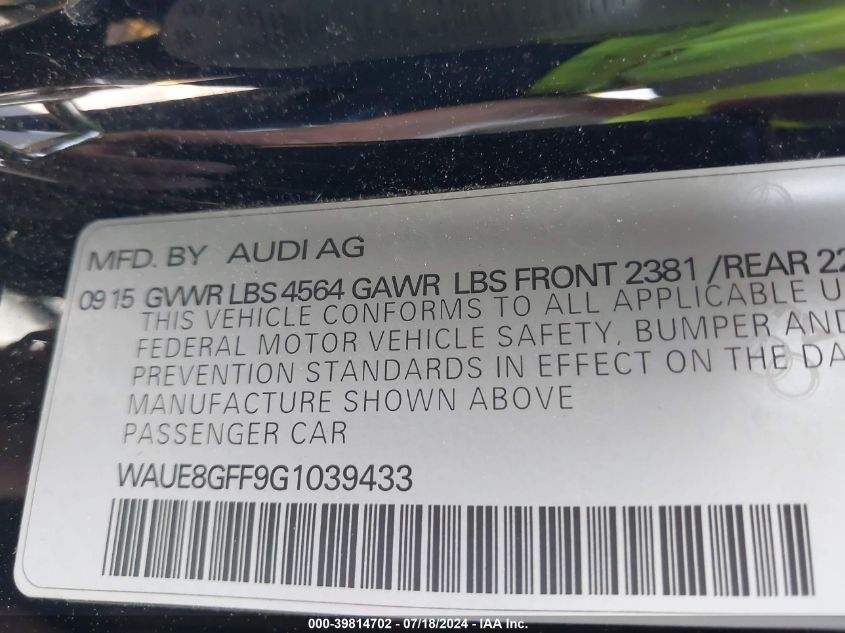 MFD. BY AUDI AG
09 15 GVWR LBS 4564 GAWR LBS FRONT 2381 /REAR 22
THIS VEHICLE CONFORMS TO ALL APPLICABLE U
FEDERAL MOTOR VEHICLE SAFETY, BUMPER AND
PREVENTION STANDARDS IN EFFECT ON THE DA
MANUFACTURE SHOWN ABOVE
PASSENGER CAR
WAUE8GFF9G1039433
000-39814702 - 07/18/2024 - IAA Inc.